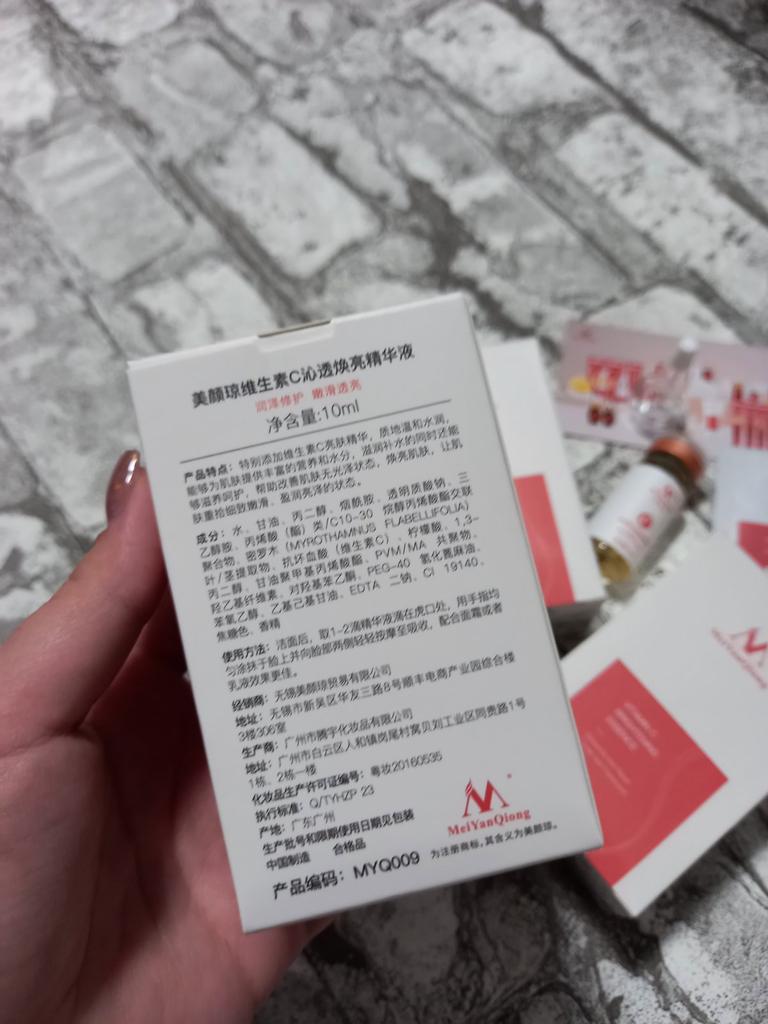 美颜琼维生素C沁透焕亮精华液
润泽修护 嫩滑透亮
净含量:10ml
产品特点：特别添加维生素C亮肤精华，质地温和水润，
能够为肌肤提供丰富的营养和水分，滋润补水的同时还能
够滋养呵护，帮助改善肌肤无光泽状态，焕亮肌肤，让肌
肤重拾细致嫩滑、盈润亮泽的状态。
成分：水、甘油、丙二醇、烟酰胺、透明质酸钠、三
乙醇胺、丙烯酸（酯）类/C10-30 烷醇丙烯酸酯交联
聚合物、密罗木（MYROTHAMNUS FLABELLIFOLIA）
叶/茎提取物、抗坏血酸（维生素C）、柠檬酸、1,3-
丙二醇、甘油聚甲基丙烯酸酯、PVM/MA 共聚物、
羟乙基纤维素、对羟基苯乙酮、PEG-40 氢化蓖麻油、
苯氧乙醇、乙基己基甘油、EDTA 二钠、CI 19140、
焦糖色、香精
使用方法：洁面后，取1-2滴精华液滴在虎口处，用手指均
匀涂抹于脸上并向脸部两侧轻轻按摩至吸收，配合面霜或者
乳液效果更佳。
经销商：无锡美颜琼贸易有限公司
地址：无锡市新吴区华友三路8号顺丰电商产业园综合楼
3楼306室
生产商：广州市腾宇化妆品有限公司
地址：广州市白云区人和镇岗尾村窝贝刘工业区同贵路1号
1栋、2栋一楼
化妆品生产许可证编号：粤妆20160535
执行标准：Q/TYHZP 23
产地：广东广州
生产批号和限期使用日期见包装
中国制造 合格品
产品编码：MYQ009
MeiYanQiong
为注册商标，其含义为美颜琼。
MeiYanQiong